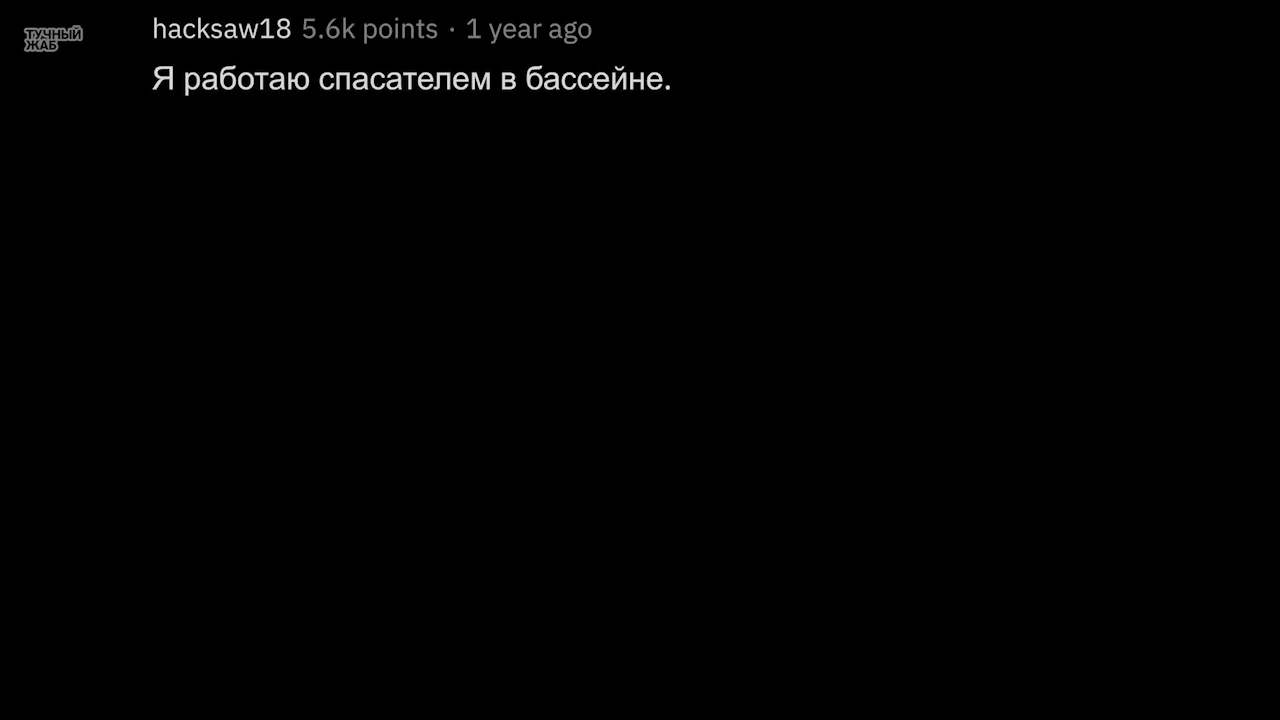 ТУЧНЫЙ
ЖАБ
hacksaw18 5.6k points · 1 year ago
Я работаю спасателем в бассейне.